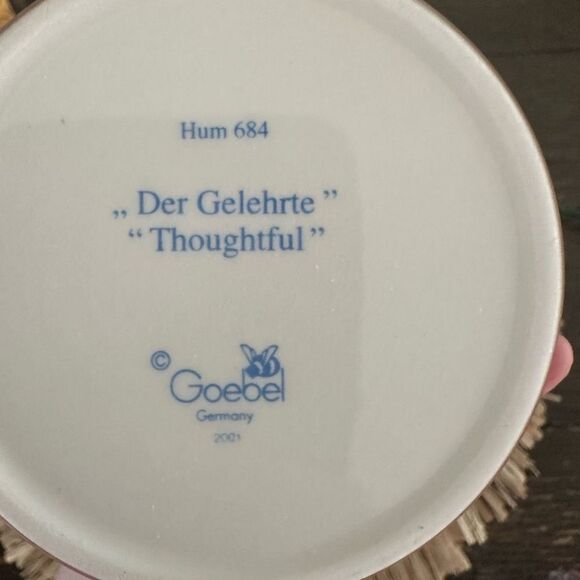 Hum 684
„ Der Gelehrte ”
“ Thoughtful ”
© Goebel
Germany
2001